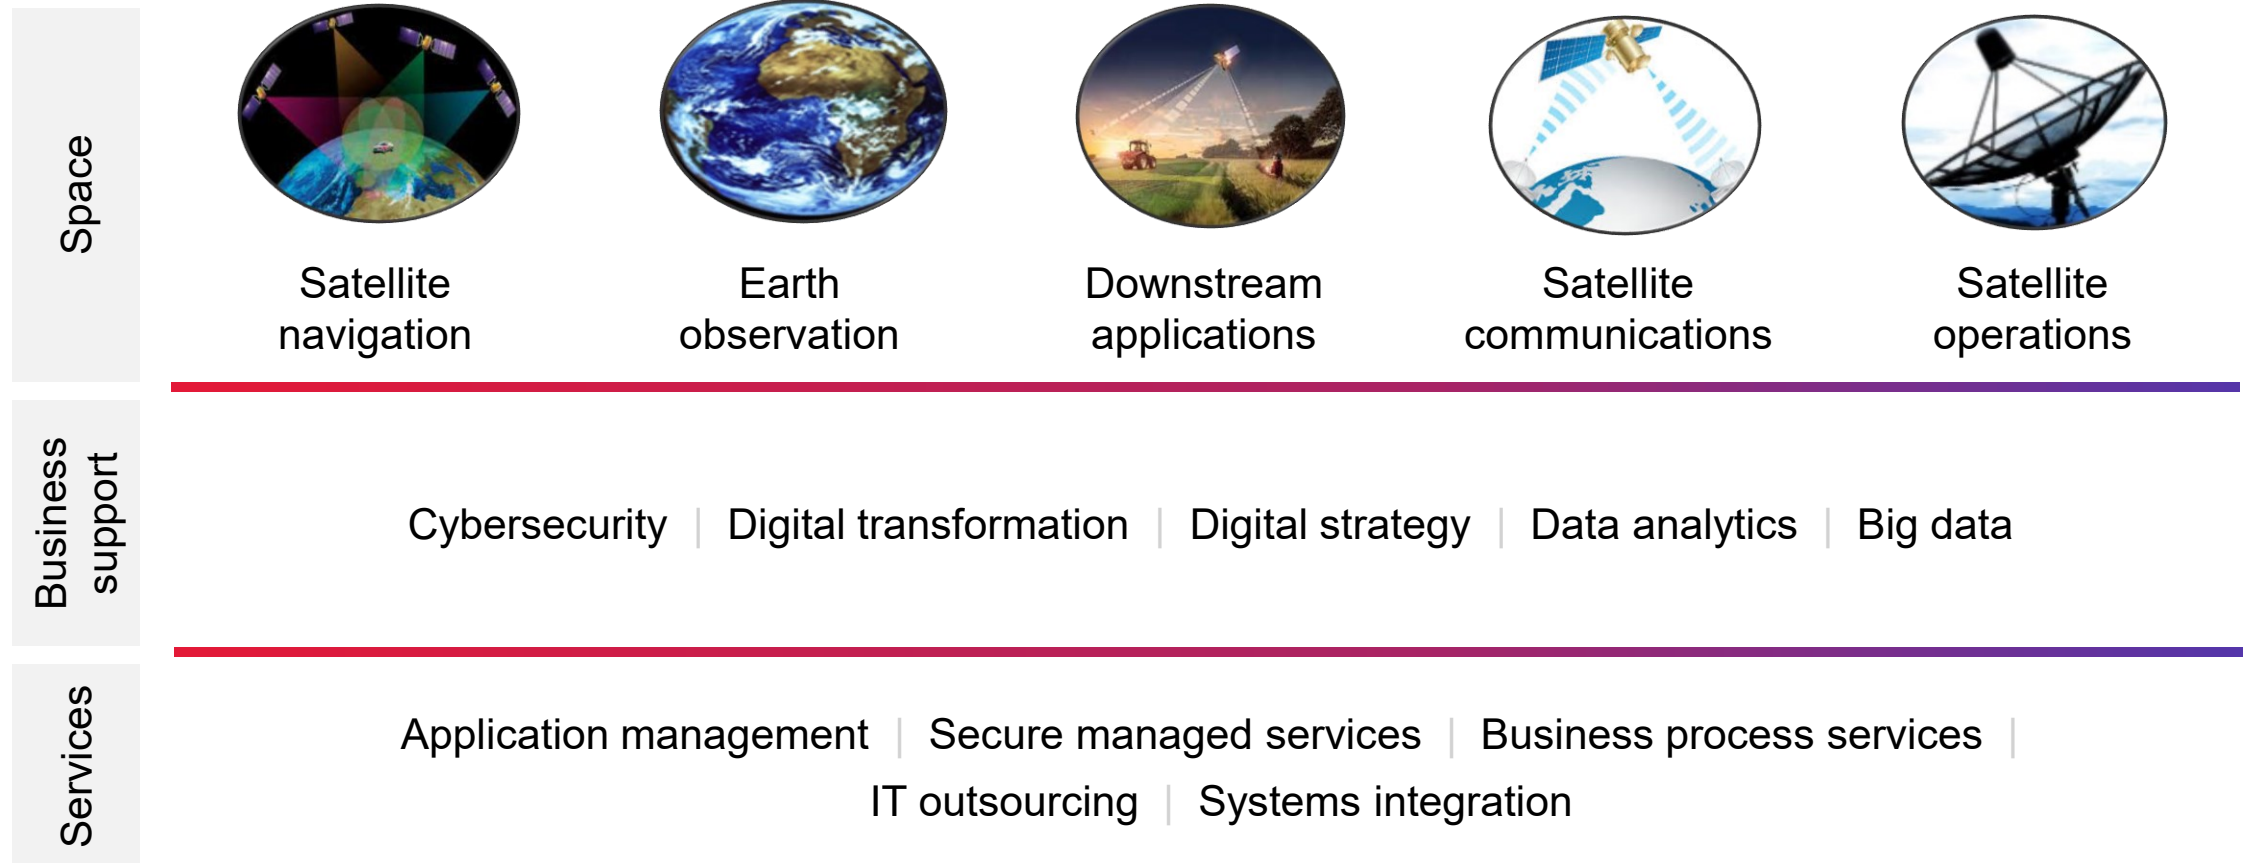 Space
Satellite
navigation
Earth
observation
Downstream
applications
Satellite
communications
Satellite
operations
Business
support
Cybersecurity | Digital transformation | Digital strategy | Data analytics | Big data
Services
Application management | Secure managed services | Business process services |
IT outsourcing | Systems integration